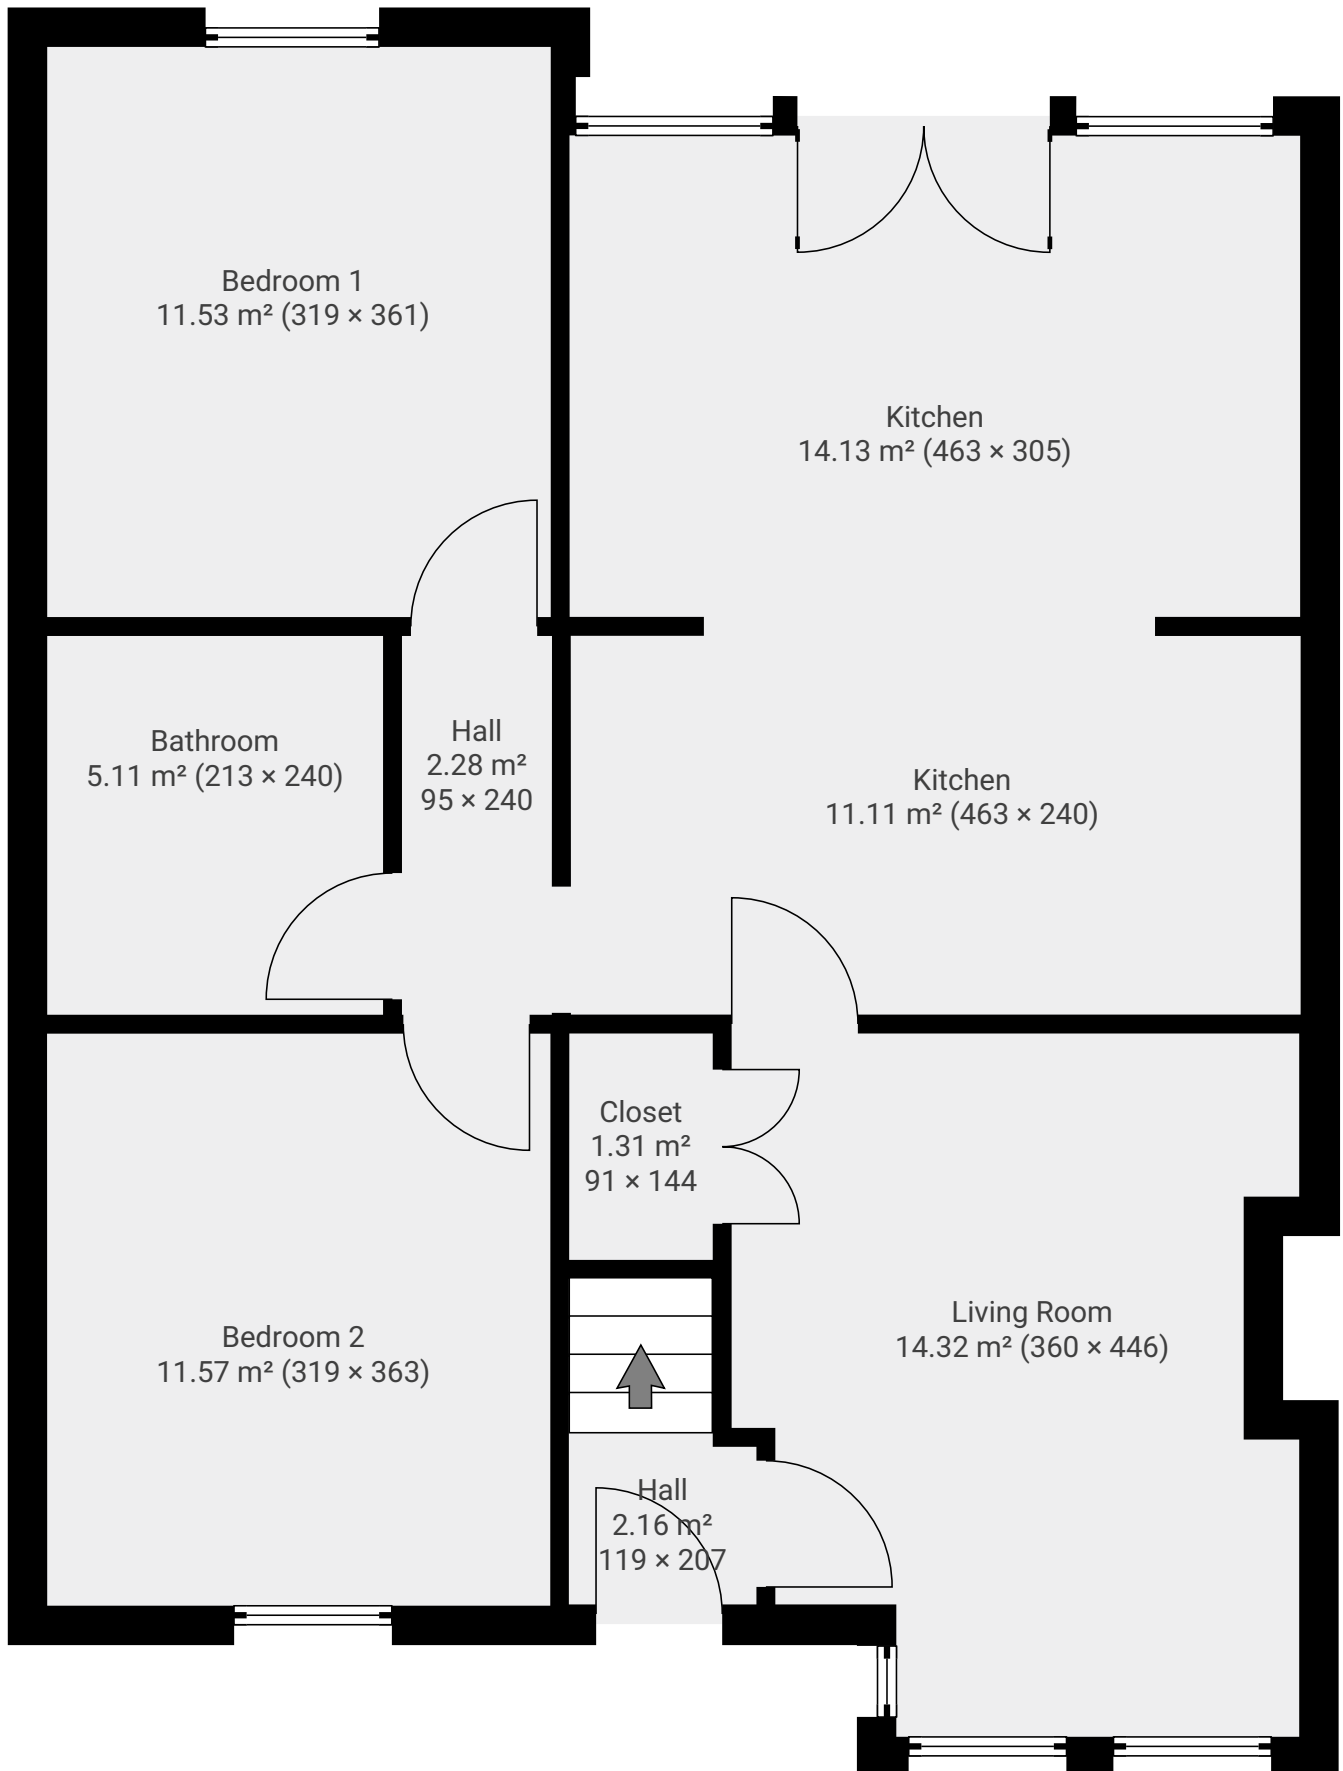 Bedroom 1
11.53 m² (319 × 361)
Kitchen
14.13 m² (463 × 305)
Bathroom
5.11 m² (213 × 240)
Hall
2.28 m²
95 × 240
Kitchen
11.11 m² (463 × 240)
Closet
1.31 m²
91 × 144
Bedroom 2
11.57 m² (319 × 363)
Living Room
14.32 m² (360 × 446)
Hall
2.16 m²
119 × 207